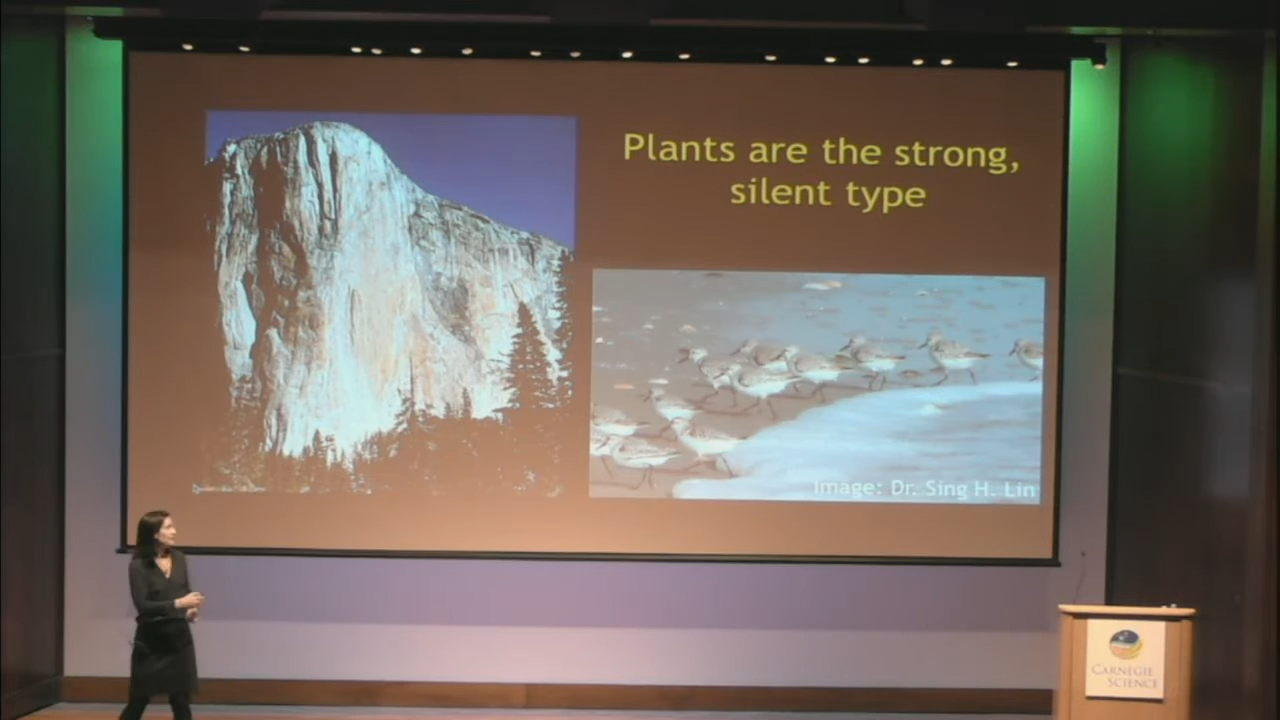 Plants are the strong,
silent type
Image: Dr. Sing H. Lin
CARNEGIE
SCIENCE